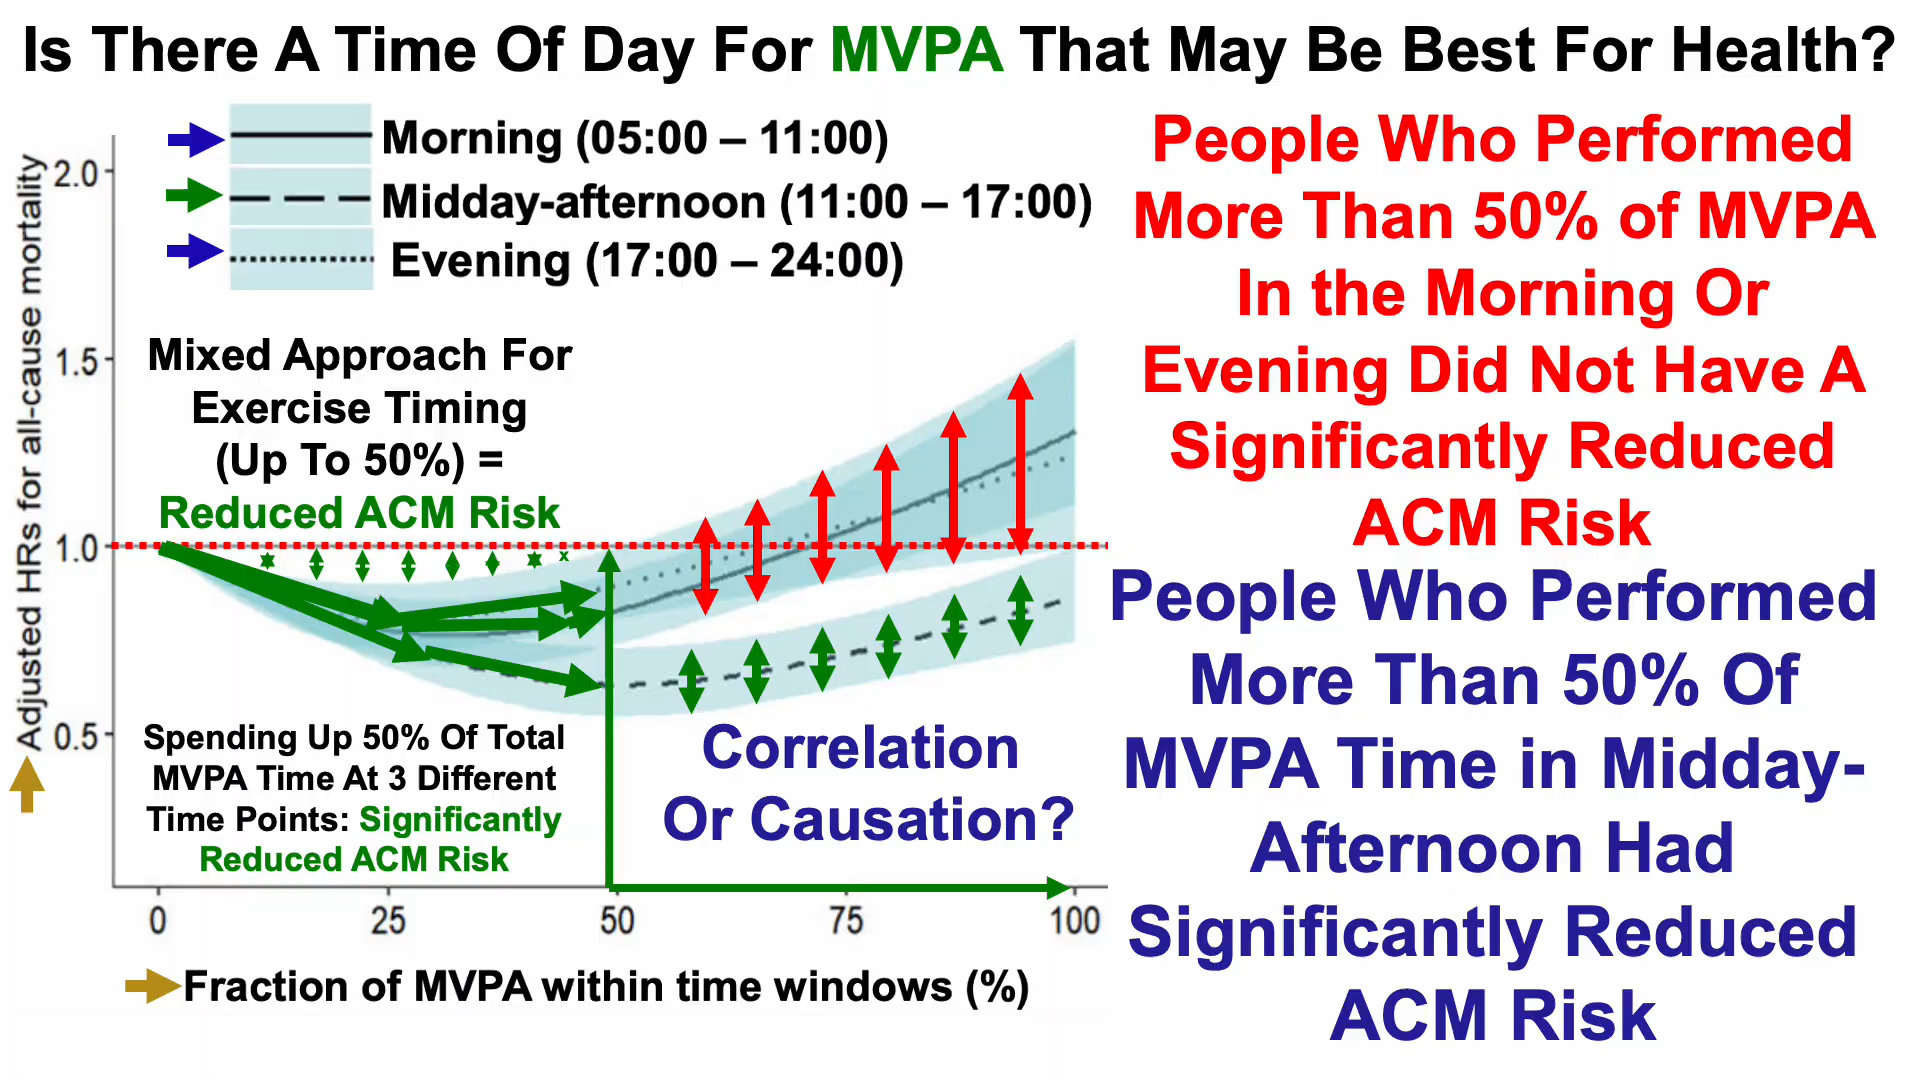 Is There A Time Of Day For MVPA That May Be Best For Health?
Morning (05:00 – 11:00)
Midday-afternoon (11:00 – 17:00)
Evening (17:00 – 24:00)
Adjusted HRs for all-cause mortality
2.0
1.5
1.0
0.5
Mixed Approach For
Exercise Timing
(Up To 50%) =
Reduced ACM Risk
Spending Up 50% Of Total
MVPA Time At 3 Different
Time Points: Significantly
Reduced ACM Risk
Correlation
Or Causation?
0 25 50 75 100
Fraction of MVPA within time windows (%)
People Who Performed
More Than 50% of MVPA
In the Morning Or
Evening Did Not Have A
Significantly Reduced
ACM Risk
People Who Performed
More Than 50% Of
MVPA Time in Midday-
Afternoon Had
Significantly Reduced
ACM Risk